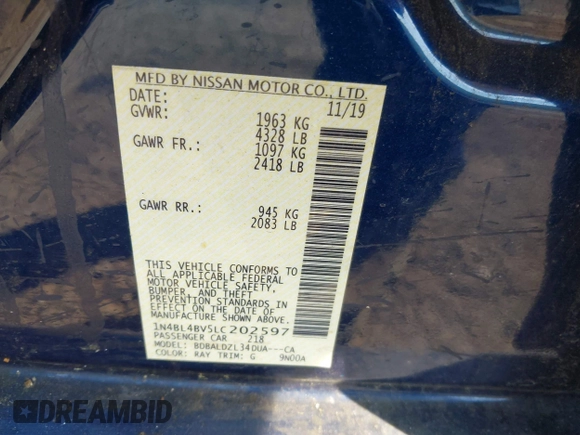 MFD BY NISSAN MOTOR CO., LTD.
DATE: 11/19
GVWR: 1963 KG
4328 LB
GAWR FR.: 1097 KG
2418 LB
GAWR RR.: 945 KG
2083 LB
THIS VEHICLE CONFORMS TO
ALL APPLICABLE FEDERAL
MOTOR VEHICLE SAFETY,
BUMPER, AND THEFT
PREVENTION STANDARDS IN
EFFECT ON THE DATE OF
MANUFACTURE SHOWN ABOVE.
1N4BL4BV5LC202597
PASSENGER CAR 218
MODEL: BDBALDZL34DUA---CA
COLOR: RAY TRIM: G 9N00A
DREAMBID